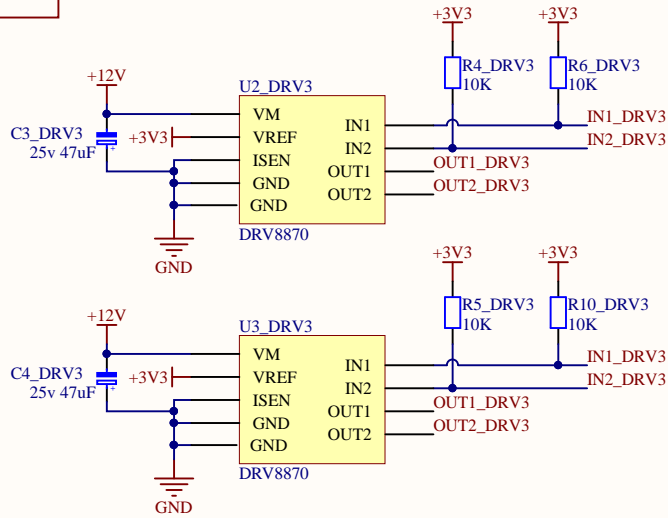 +3V3
+3V3
R4_DRV3
10K
R6_DRV3
10K
+12V
U2_DRV3
C3_DRV3
25v 47uF
+
+3V3
VM
VREF
ISEN
GND
GND
IN1
IN2
OUT1
OUT2
IN1_DRV3
IN2_DRV3
OUT1_DRV3
OUT2_DRV3
DRV8870
GND
+3V3
+3V3
R5_DRV3
10K
R10_DRV3
10K
+12V
U3_DRV3
C4_DRV3
25v 47uF
+
+3V3
VM
VREF
ISEN
GND
GND
IN1
IN2
OUT1
OUT2
IN1_DRV3
IN2_DRV3
OUT1_DRV3
OUT2_DRV3
DRV8870
GND